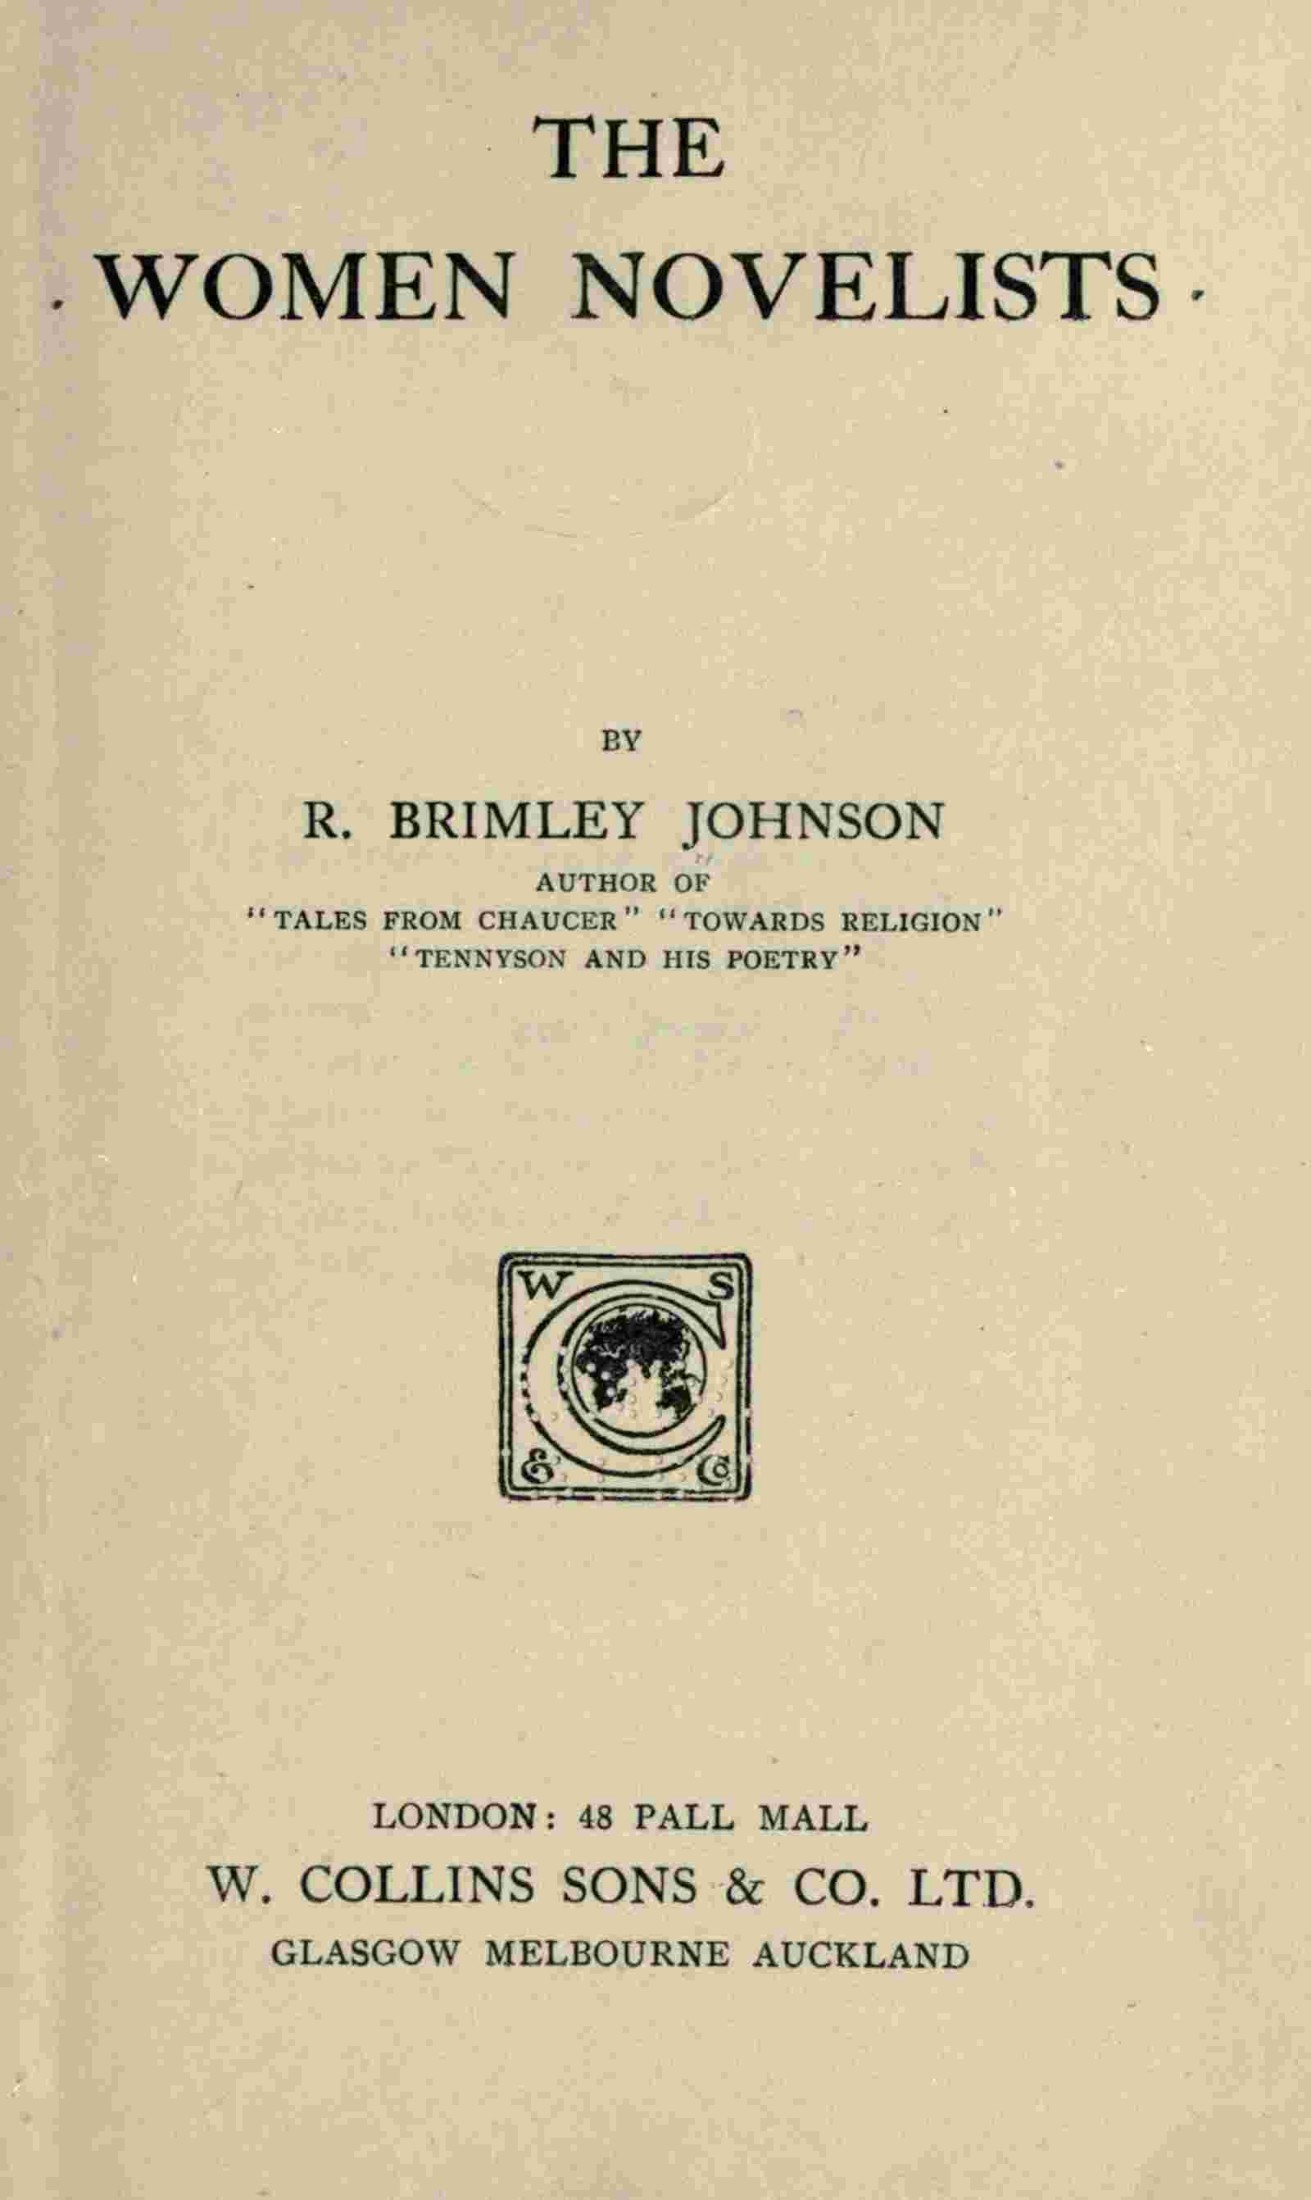 THE
WOMEN NOVELISTS
BY
R. BRIMLEY JOHNSON
AUTHOR OF
"TALES FROM CHAUCER" "TOWARDS RELIGION"
"TENNYSON AND HIS POETRY"
W S
C
& Co
LONDON: 48 PALL MALL
W. COLLINS SONS & CO. LTD.
GLASGOW MELBOURNE AUCKLAND